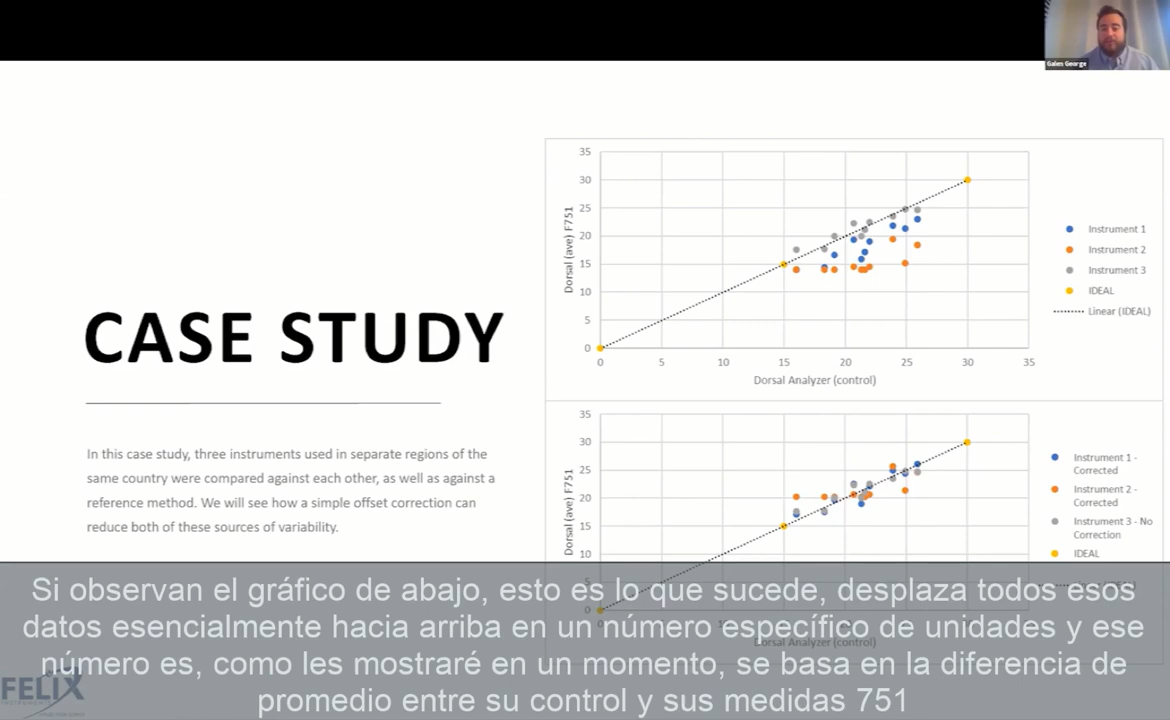 Galen George
CASE STUDY
In this case study, three instruments used in separate regions of the
same country were compared against each other, as well as against a
reference method. We will see how a simple offset correction can
reduce both of these sources of variability.
35
30
25
20
15
10
5
0
Dorsal (ave) F751
0 5 10 15 20 25 30 35
Dorsal Analyzer (control)
Instrument 1
Instrument 2
Instrument 3
IDEAL
Linear (IDEAL)
35
30
25
20
15
10
Dorsal (ave) F751
Dorsal Analyzer (control)
Instrument 1 -
Corrected
Instrument 2 -
Corrected
Instrument 3 - No
Correction
IDEAL
Si observan el gráfico de abajo, esto es lo que sucede, desplaza todos esos
datos esencialmente hacia arriba en un número específico de unidades y ese
número es, como les mostraré en un momento, se basa en la diferencia de
promedio entre su control y sus medidas 751
FELIX